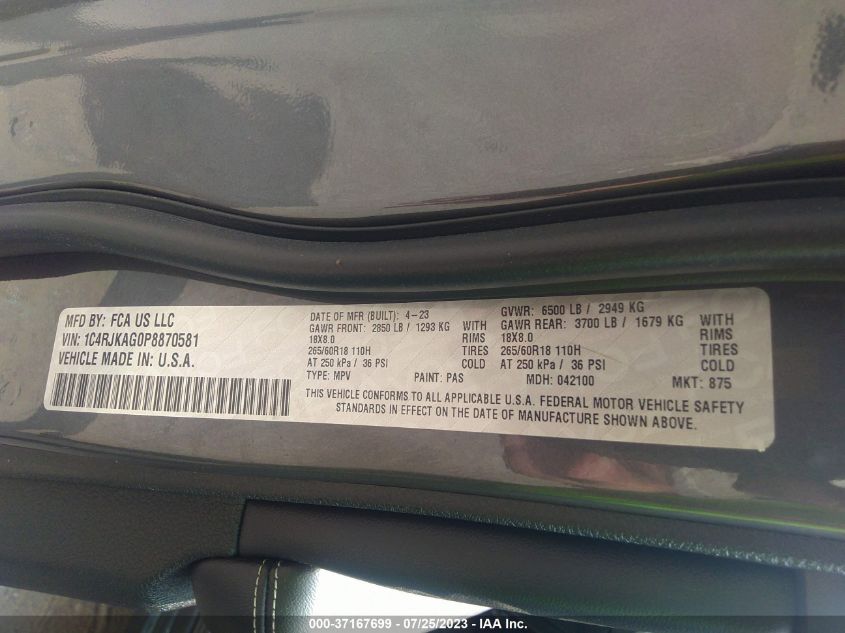 MFD BY: FCA US LLC
VIN: 1C4RJKAG0P8870581
VEHICLE MADE IN: U.S.A.
DATE OF MFR (BUILT): 4-23
GAWR FRONT: 2850 LB / 1293 KG WITH
18X8.0 RIMS
265/60R18 110H TIRES
AT 250 kPa / 36 PSI COLD
TYPE: MPV PAINT: PAS
GVWR: 6500 LB / 2949 KG
GAWR REAR: 3700 LB / 1679 KG WITH
18X8.0 RIMS
265/60R18 110H TIRES
AT 250 kPa / 36 PSI COLD
MDH: 042100 MKT: 875
THIS VEHICLE CONFORMS TO ALL APPLICABLE U.S.A. FEDERAL MOTOR VEHICLE SAFETY
STANDARDS IN EFFECT ON THE DATE OF MANUFACTURE SHOWN ABOVE.
000-37167699 - 07/25/2023 - IAA Inc.